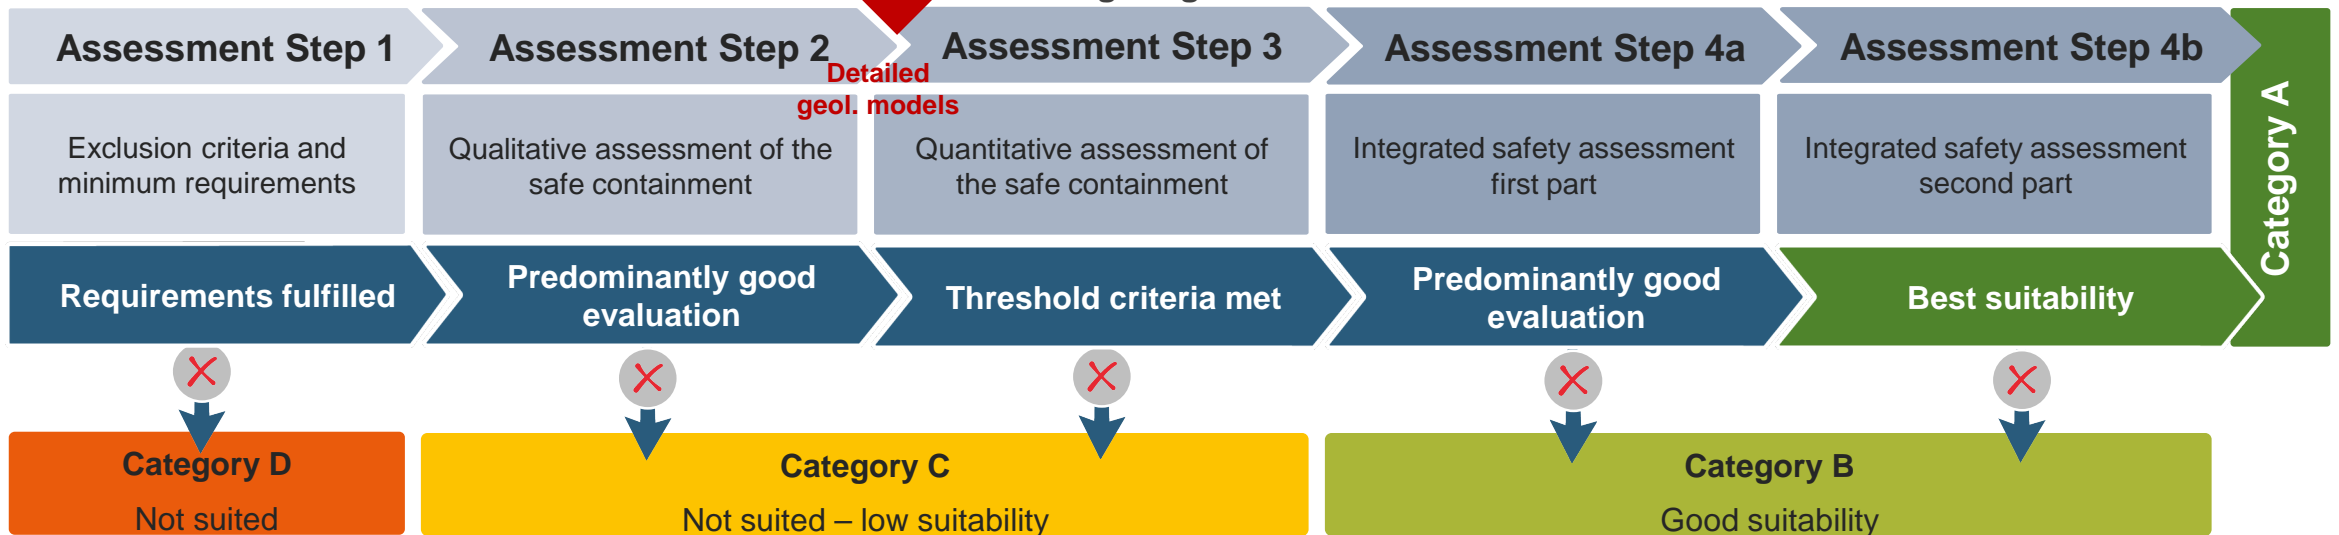 Assessment Step 1
Assessment Step 2
Assessment Step 3
Assessment Step 4a
Assessment Step 4b
Detailed
geol. models
Exclusion criteria and
minimum requirements
Qualitative assessment of the
safe containment
Quantitative assessment of
the safe containment
Integrated safety assessment
first part
Integrated safety assessment
second part
Category A
Requirements fulfilled
Predominantly good
evaluation
Threshold criteria met
Predominantly good
evaluation
Best suitability
Category D
Not suited
Category C
Not suited – low suitability
Category B
Good suitability